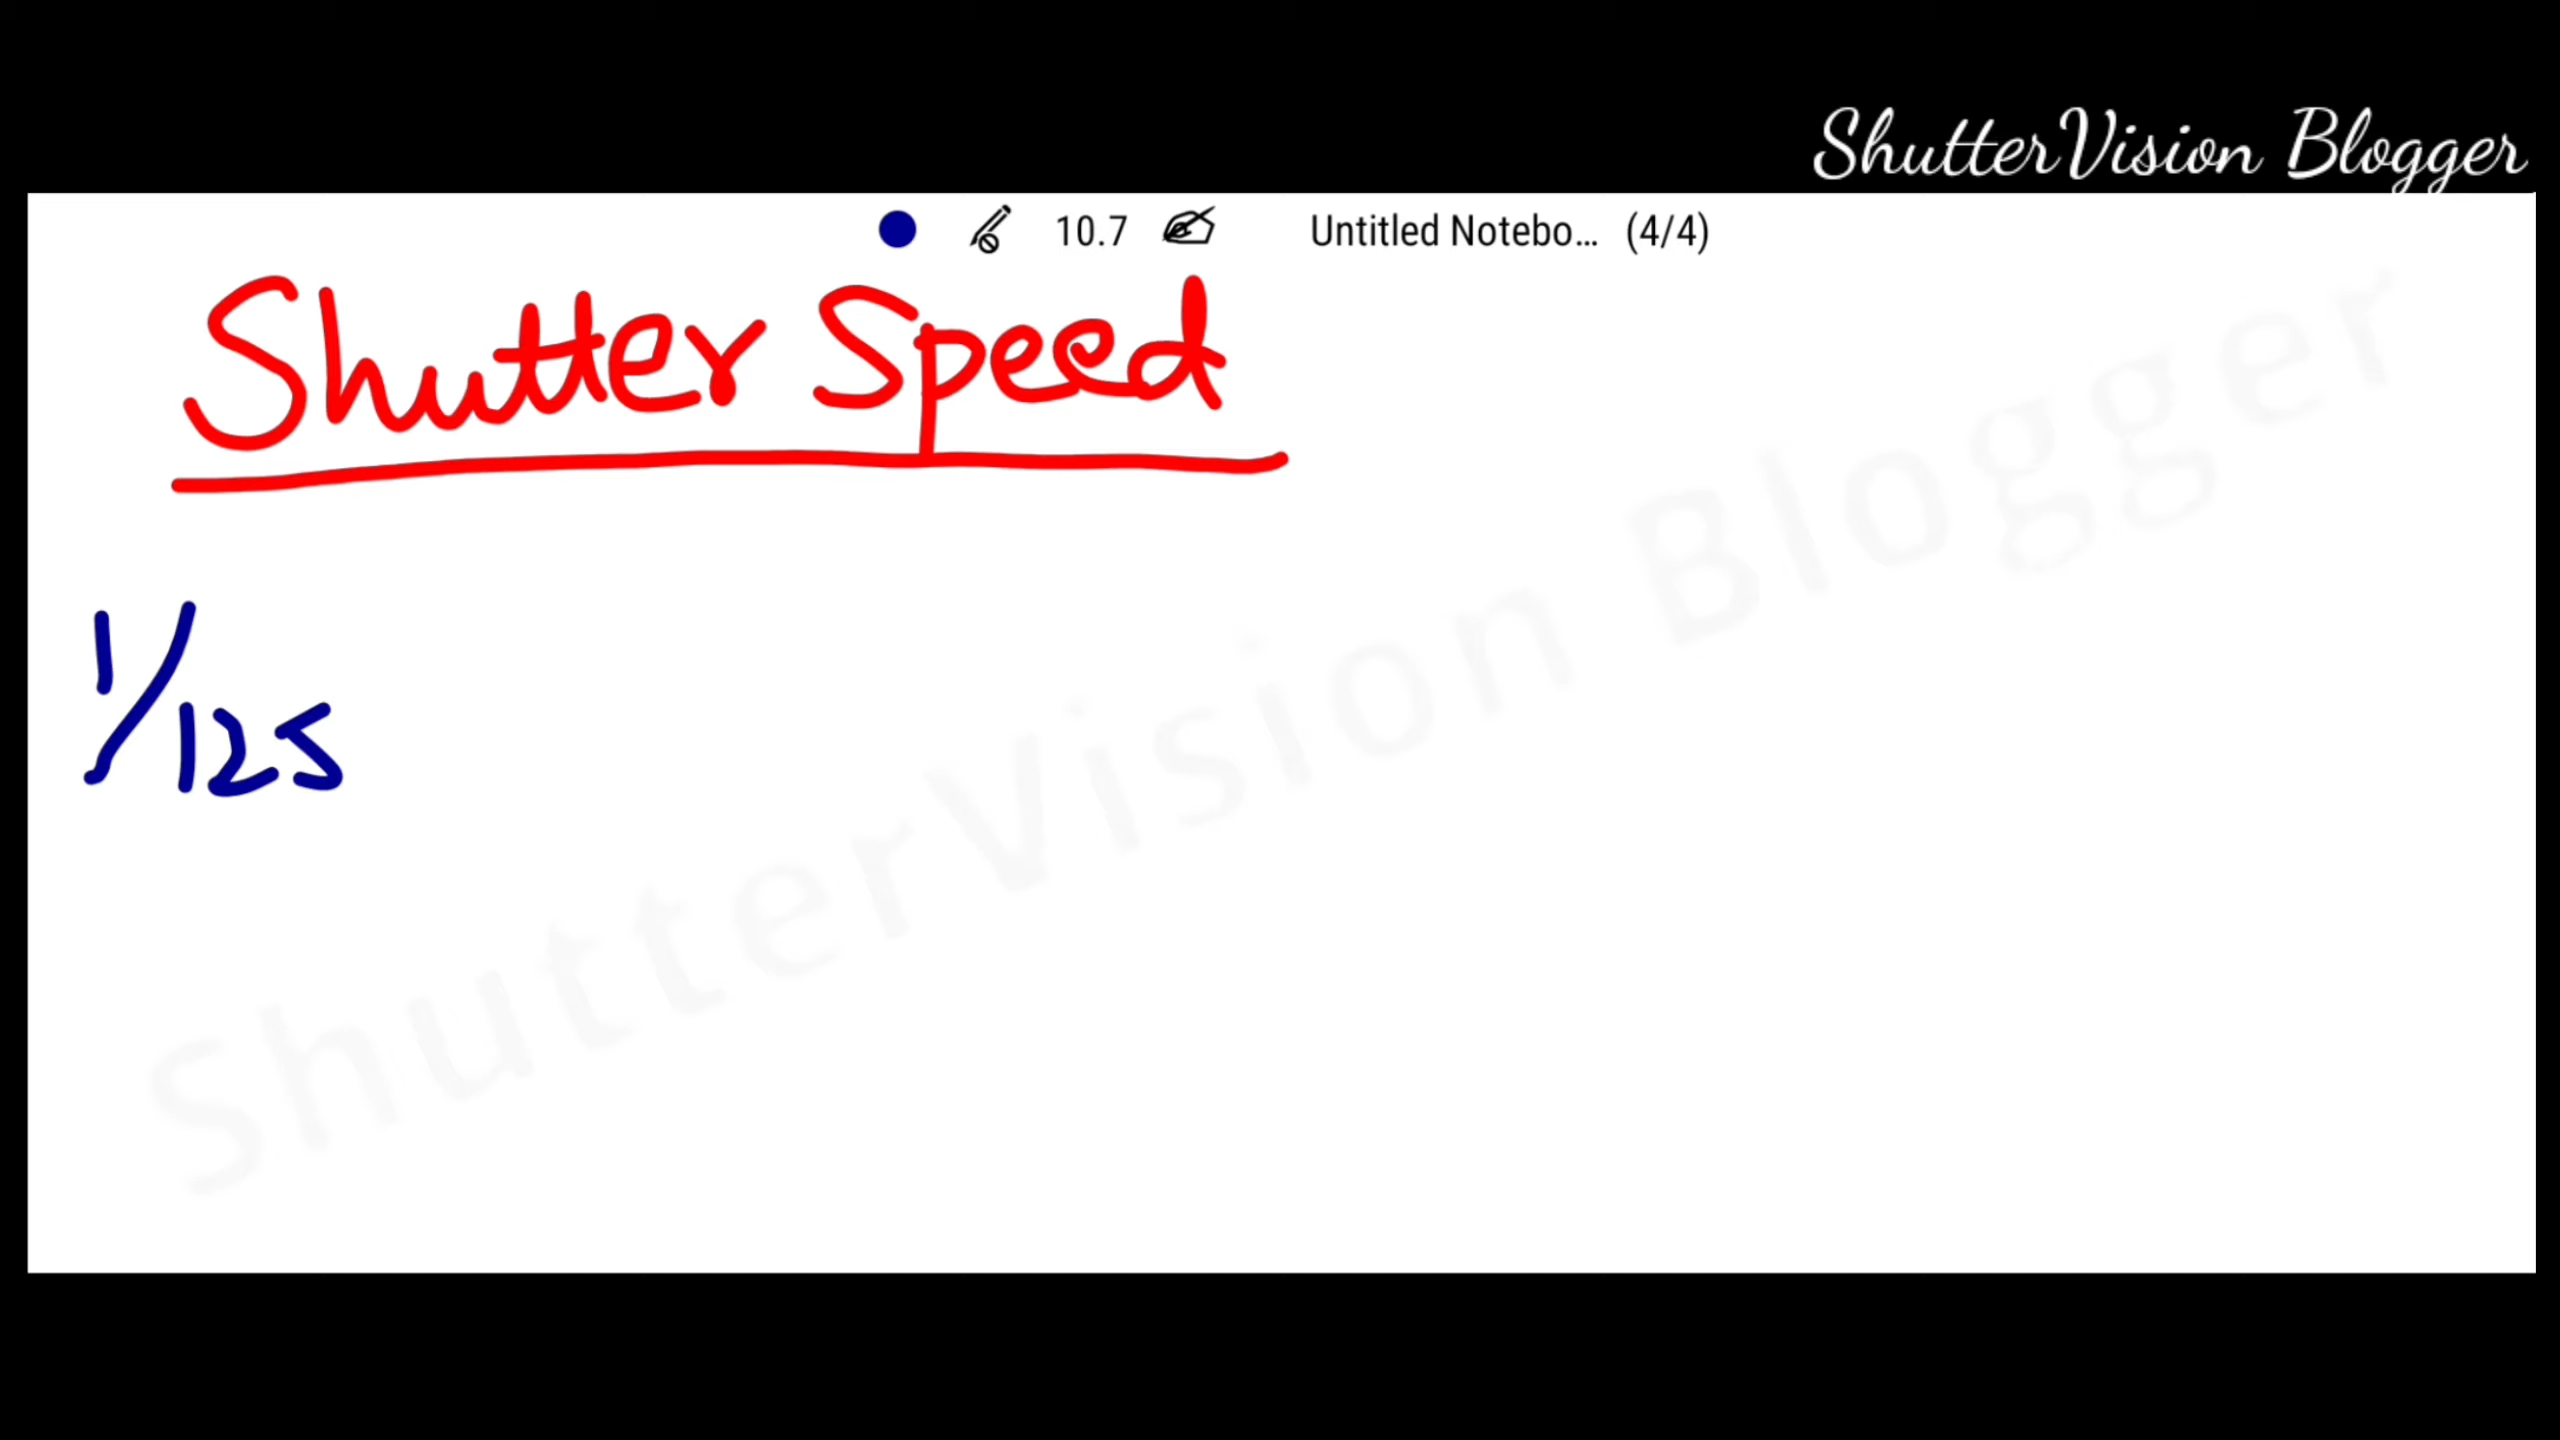 ShutterVision Blogger
10.7 Untitled Notebo... (4/4)
Shutter Speed
1/125
ShutterVision Blogger